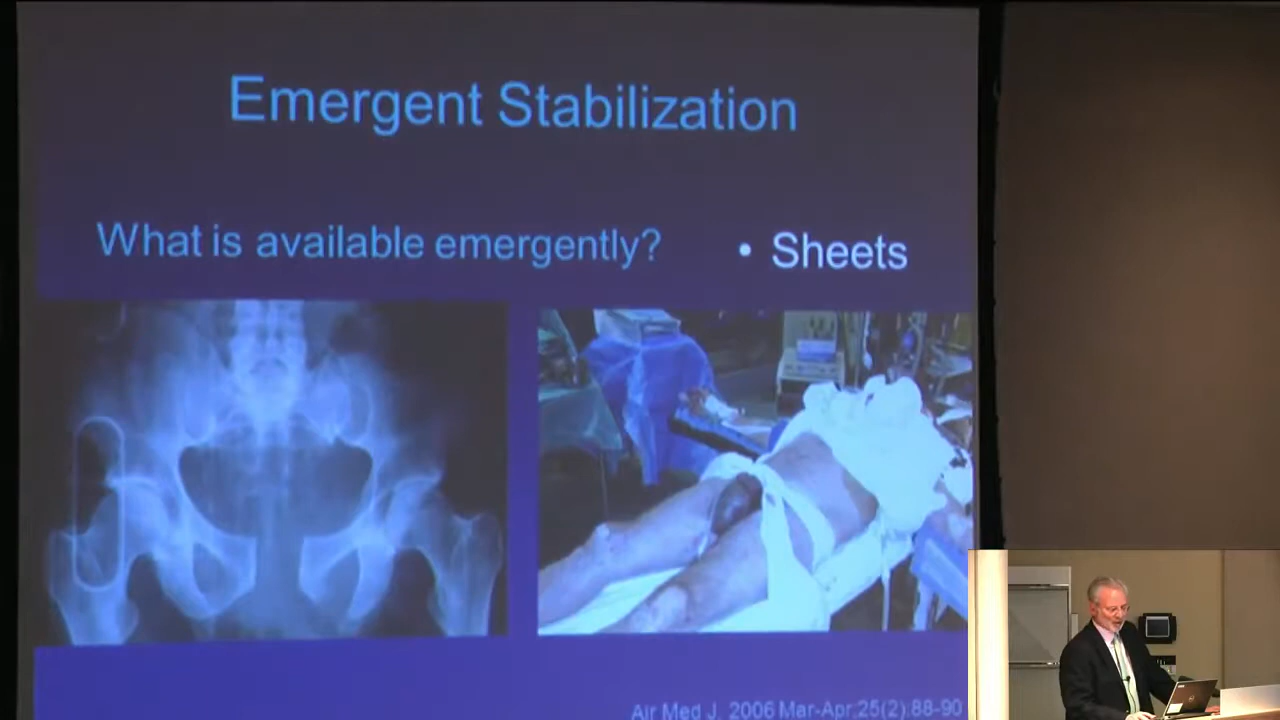 Emergent Stabilization
What is available emergently?
• Sheets
Air Med J. 2006 Mar-Apr;25(2):88-90